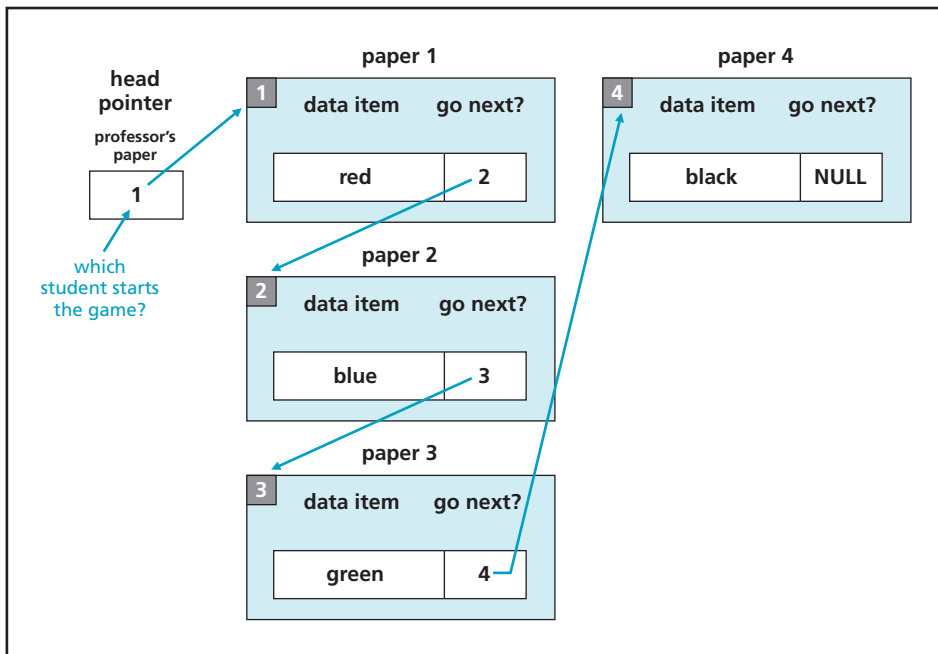 head
pointer
professor's
paper
1
which
student starts
the game?
paper 1
1
data item go next?
red 2
paper 2
2
data item go next?
blue 3
paper 3
3
data item go next?
green 4
paper 4
4
data item go next?
black NULL